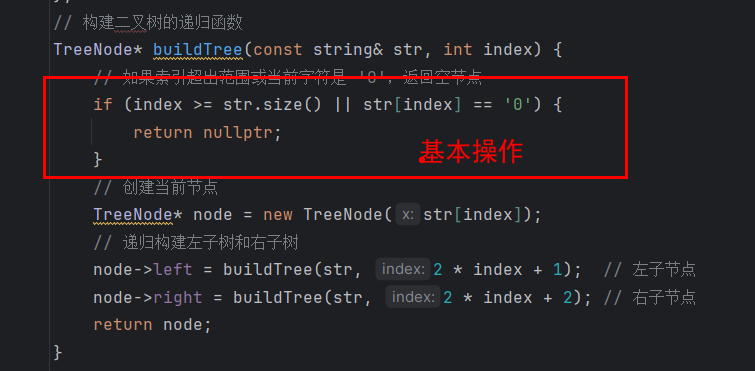 // 构建二叉树的递归函数
TreeNode* buildTree(const string& str, int index) {
// 如果索引超出范围或当前字符是 '0'，返回空节点
if (index >= str.size() || str[index] == '0') {
return nullptr;
基本操作
}
// 创建当前节点
TreeNode* node = new TreeNode( x: str[index]);
// 递归构建左子树和右子树
node->left = buildTree(str, index: 2 * index + 1); // 左子节点
node->right = buildTree(str, index: 2 * index + 2); // 右子节点
return node;
}